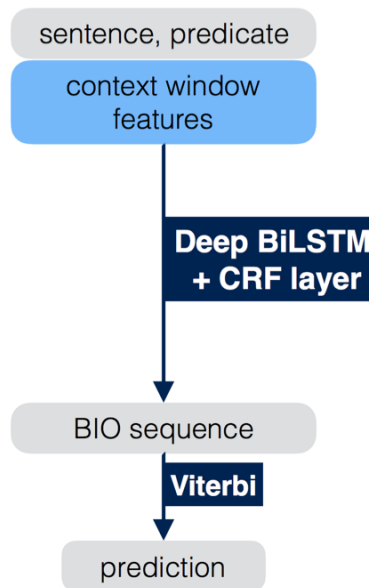 sentence, predicate
context window
features
Deep BiLSTM
+ CRF layer
BIO sequence
Viterbi
prediction